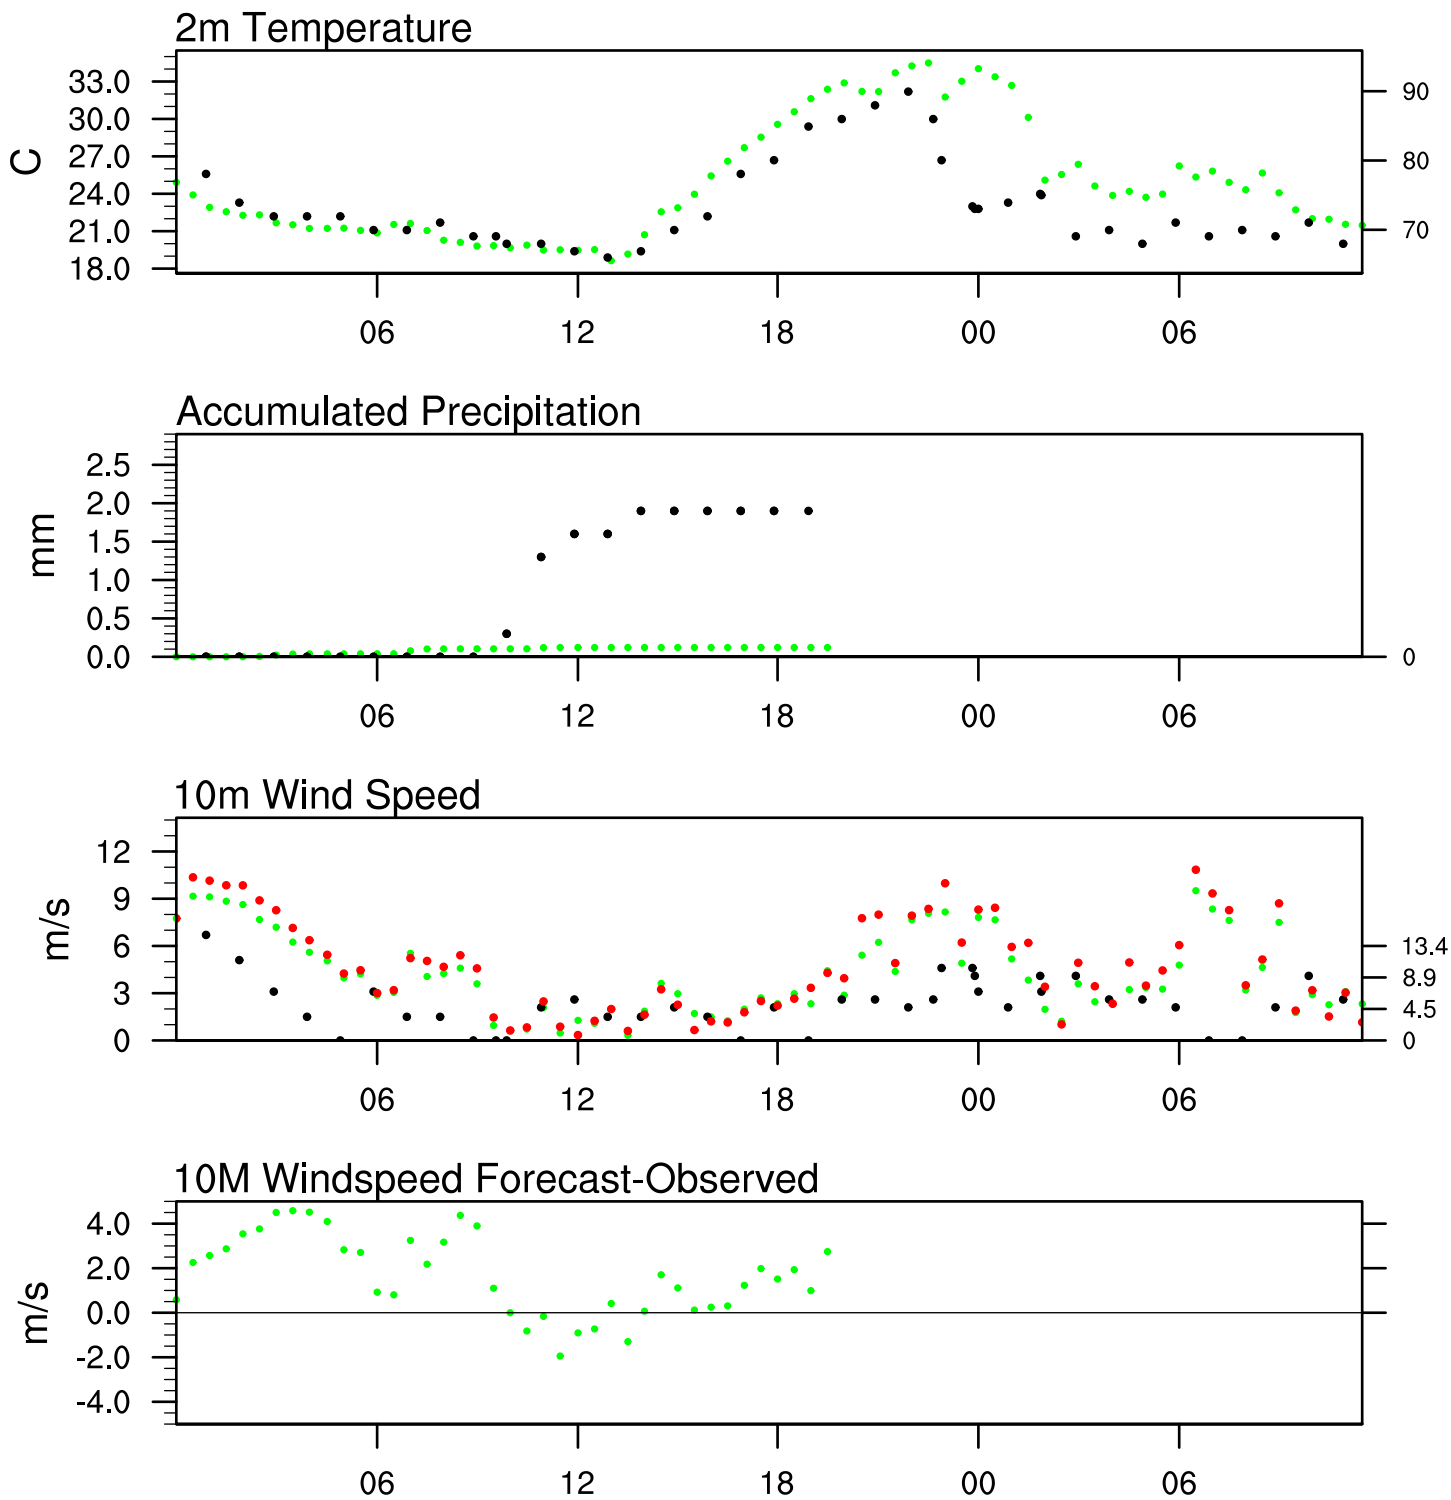 2m Temperature
C
33.0
30.0
27.0
24.0
21.0
18.0
90
80
70
06 12 18 00 06
Accumulated Precipitation
mm
2.5
2.0
1.5
1.0
0.5
0.0
0
06 12 18 00 06
10m Wind Speed
m/s
12
9
6
3
0
13.4
8.9
4.5
0
06 12 18 00 06
10M Windspeed Forecast-Observed
m/s
4.0
2.0
0.0
-2.0
-4.0
06 12 18 00 06